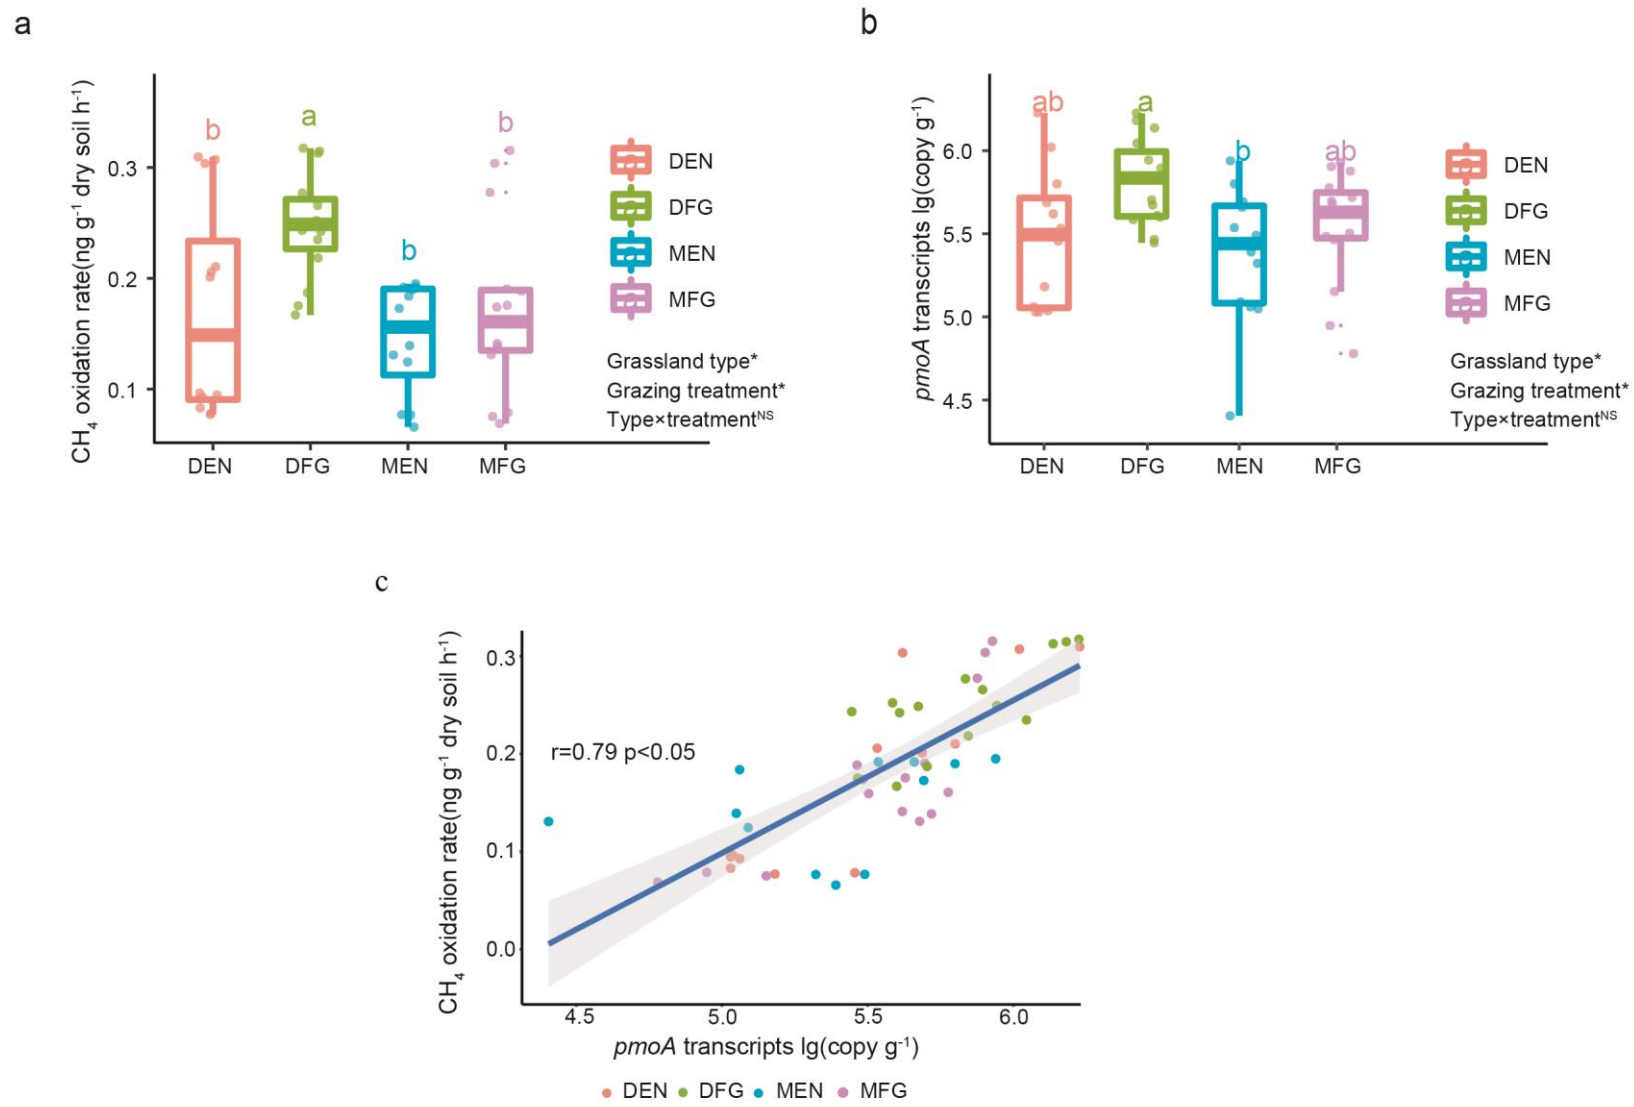 a
CH4 oxidation rate(ng g-1 dry soil h-1)
0.3
0.2
0.1
b
a
b
b
DEN
DFG
MEN
MFG
DEN
DFG
MEN
MFG
Grassland type*
Grazing treatment*
Type×treatmentNS
b
pmoA transcripts lg(copy g-1)
6.0
5.5
5.0
4.5
ab
a
b
ab
DEN
DFG
MEN
MFG
DEN
DFG
MEN
MFG
Grassland type*
Grazing treatment*
Type×treatmentNS
c
CH4 oxidation rate(ng g-1 dry soil h-1)
0.3
0.2
0.1
0.0
r=0.79 p<0.05
4.5
5.0
5.5
6.0
pmoA transcripts lg(copy g-1)
DEN DFG MEN MFG